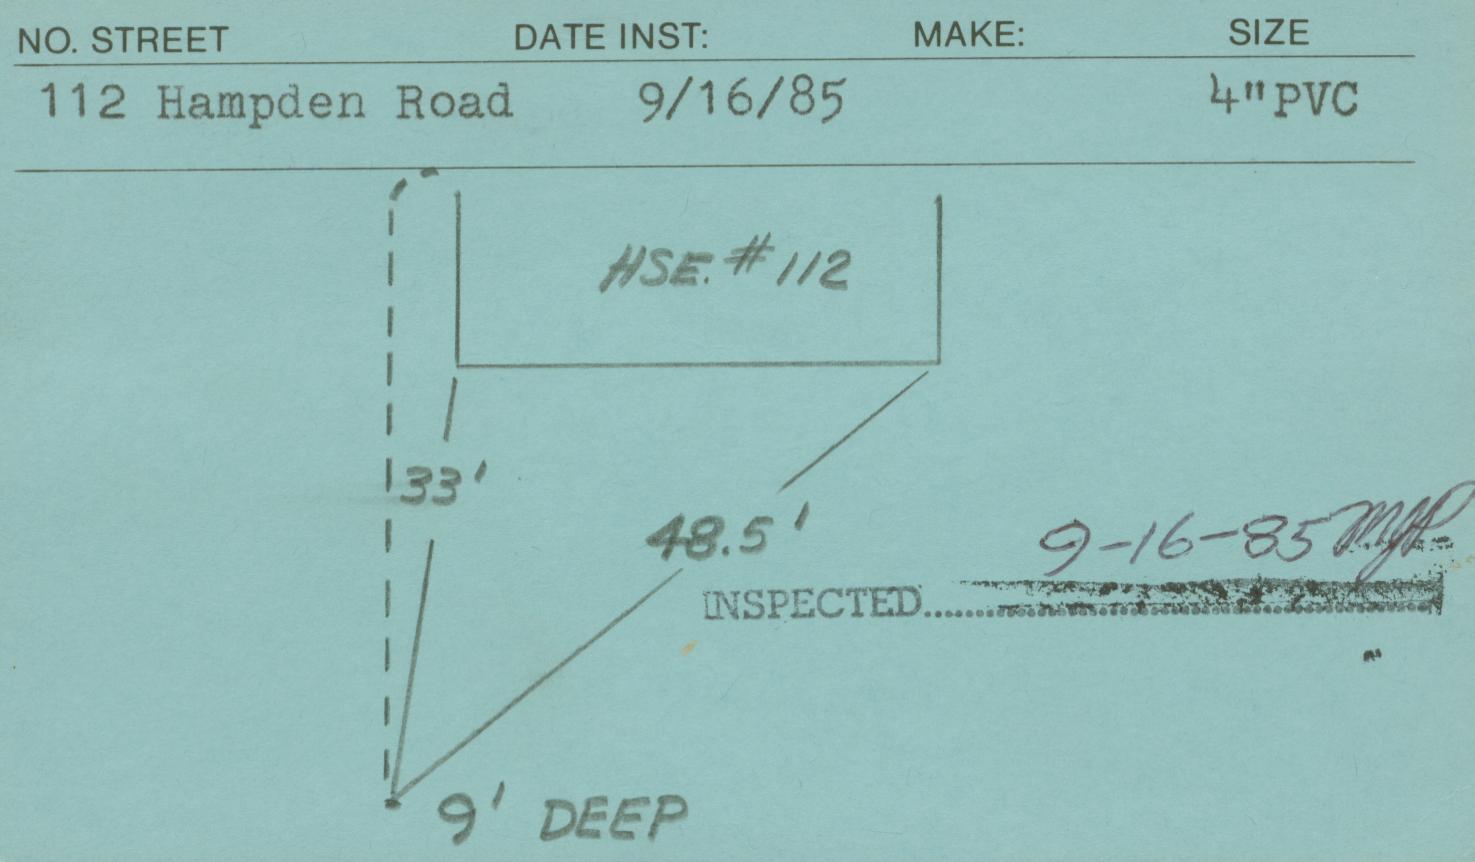 NO. STREET DATE INST: MAKE: SIZE
112 Hampden Road 9/16/85 4" PVC
HSE. #112
33'
48.5'
9-16-85 MJP
INSPECTED
9' DEEP